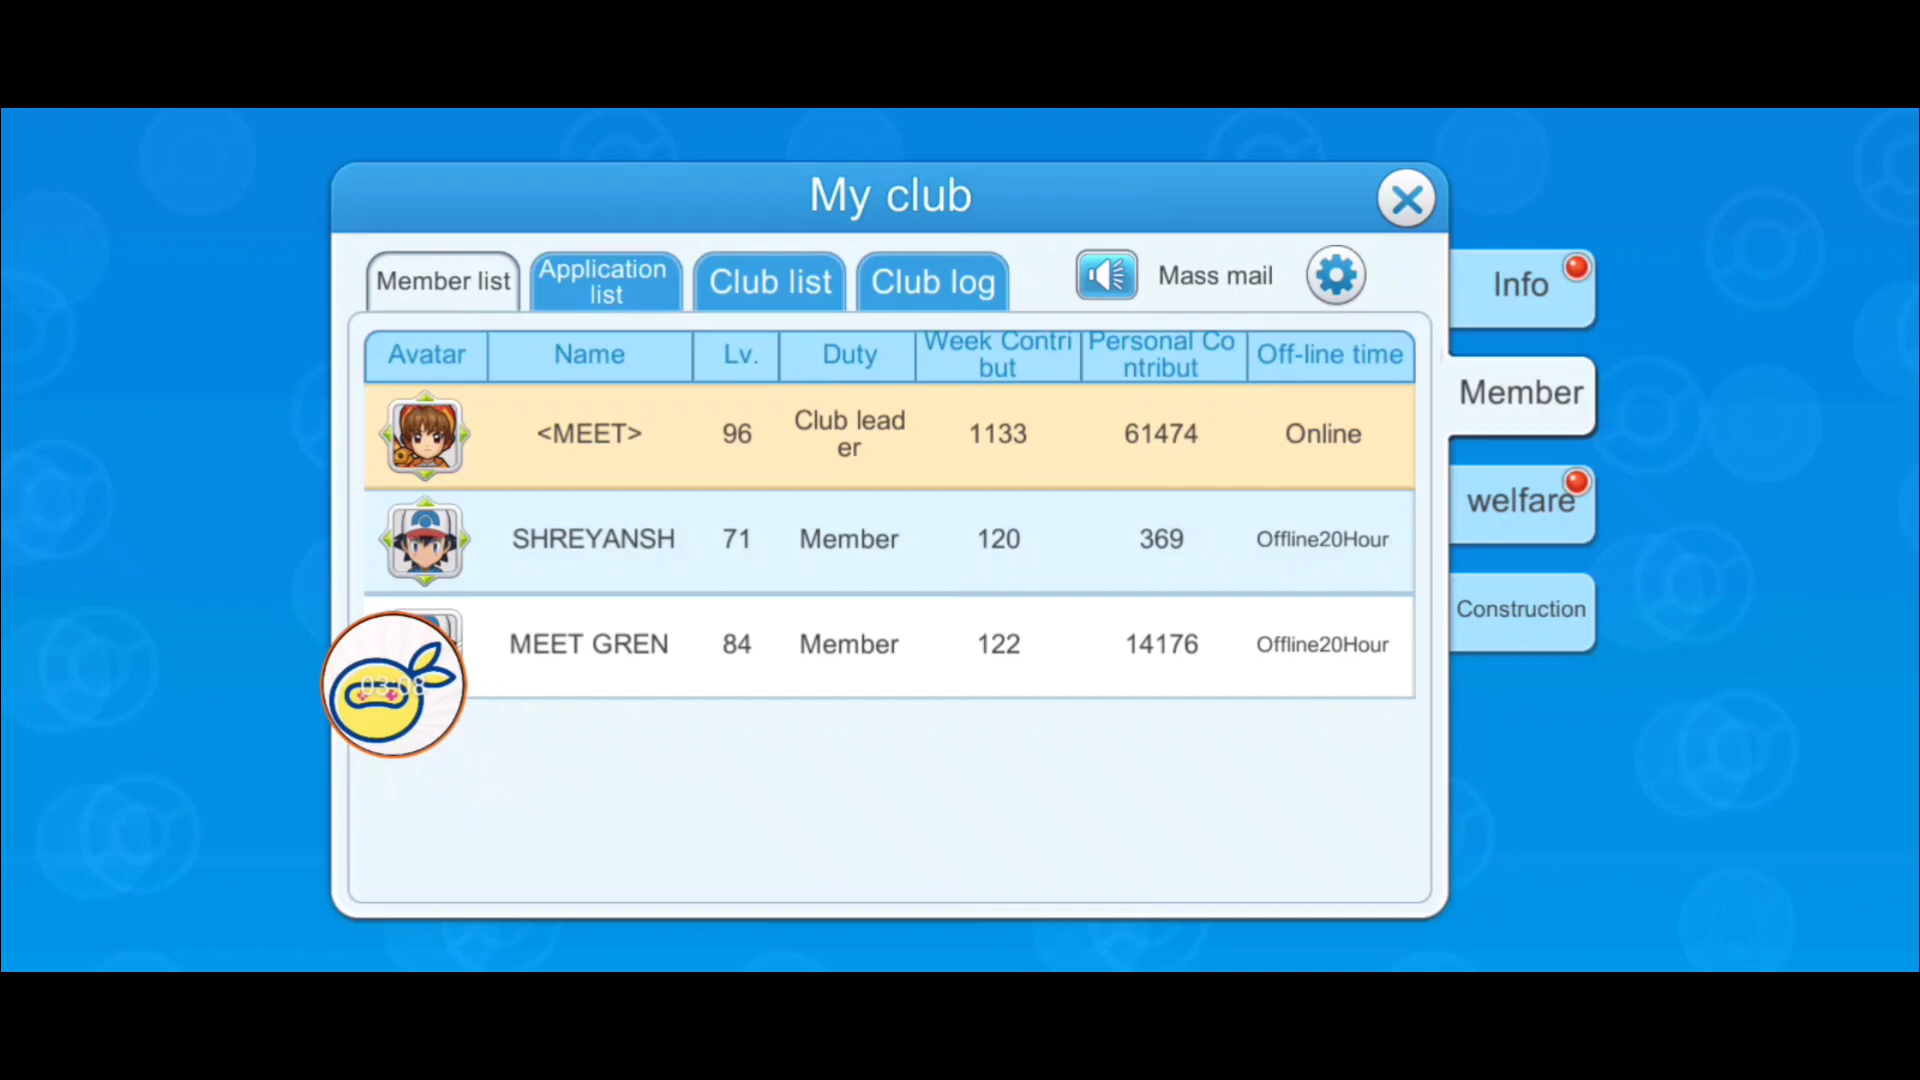 My club
Member list
Application
list
Club list
Club log
Mass mail
Info
Member
welfare
Construction
Avatar Name Lv. Duty Week Contri
but Personal Co
ntribut Off-line time
<MEET> 96 Club lead
er 1133 61474 Online
SHREYANSH 71 Member 120 369 Offline20Hour
MEET GREN 84 Member 122 14176 Offline20Hour
03:08